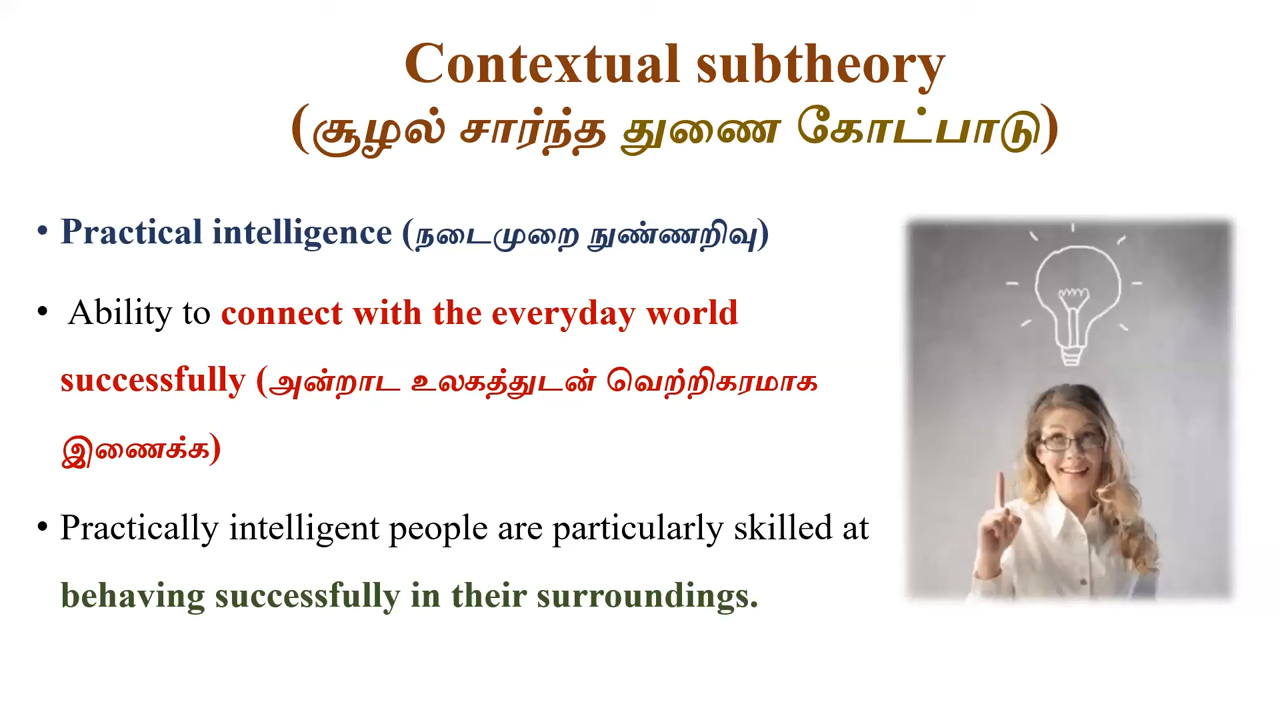 Contextual subtheory
(சூழல் சார்ந்த துணை கோட்பாடு)
• Practical intelligence (நடைமுறை நுண்ணறிவு)
• Ability to connect with the everyday world
successfully (அன்றாட உலகத்துடன் வெற்றிகரமாக
இணைக்க)
• Practically intelligent people are particularly skilled at
behaving successfully in their surroundings.